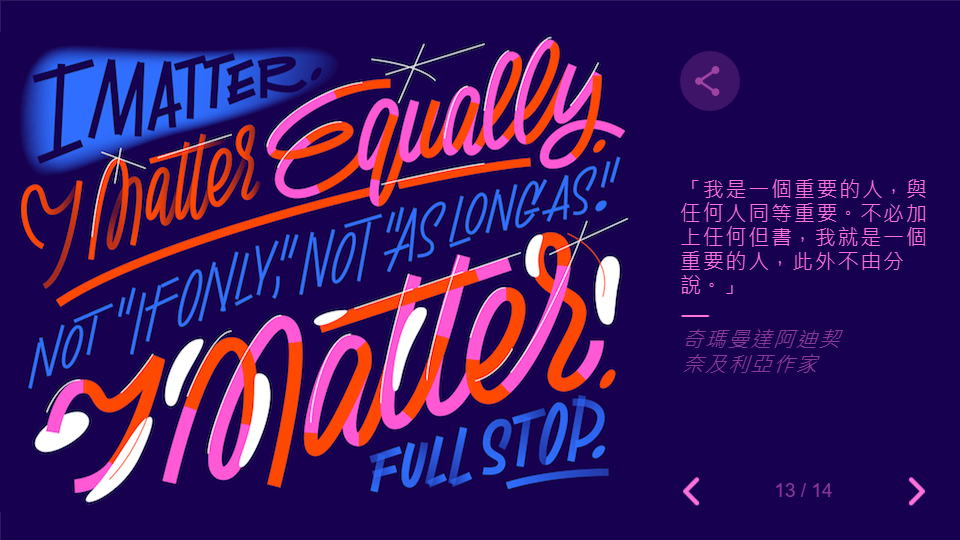 I MATTER.
I Matter Equally.
NOT "IF ONLY," NOT "AS LONG AS."
I Matter.
FULL STOP.
「我是一個重要的人，與
任何人同等重要。不必加
上任何但書，我就是一個
重要的人，此外不由分
說。」
奇瑪曼達阿迪契
奈及利亞作家
13 / 14